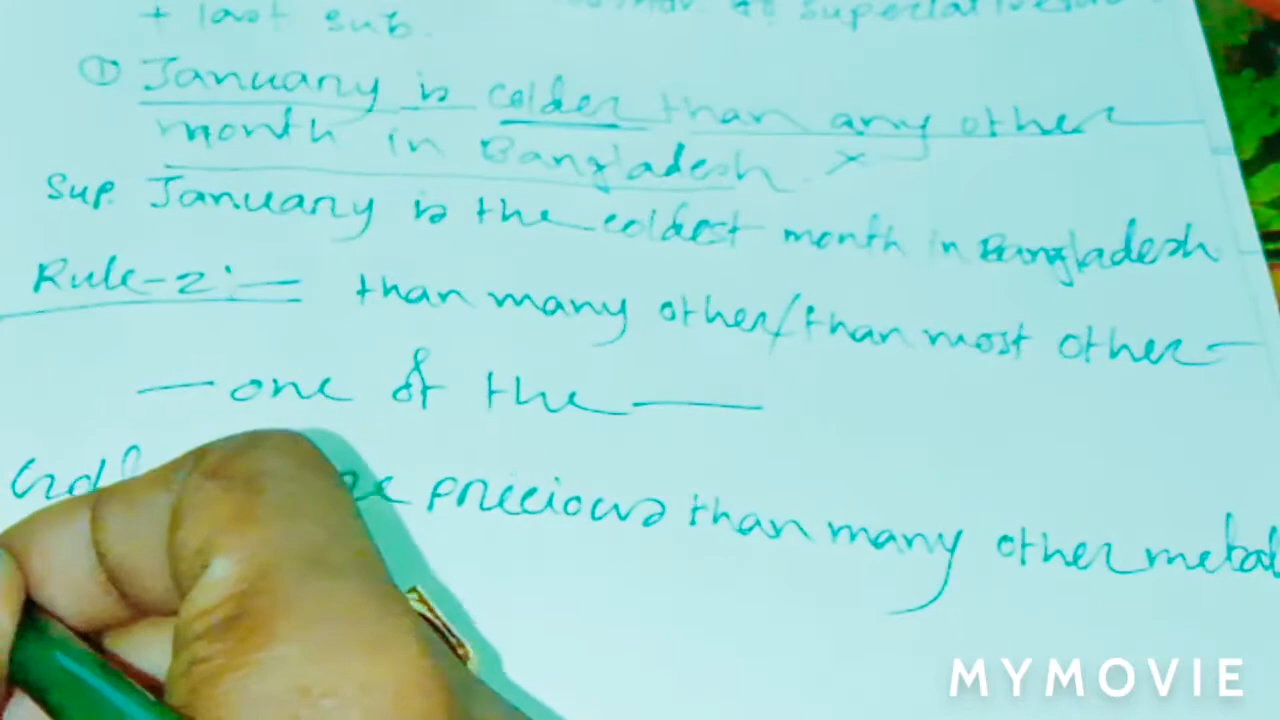 + last sub.
① January is colder than any other
month in Bangladesh. ×
Sup. January is the coldest month in Bangladesh
Rule-2:— than many other/than most other—
— one of the —
precious than many other metal
MYMOVIE